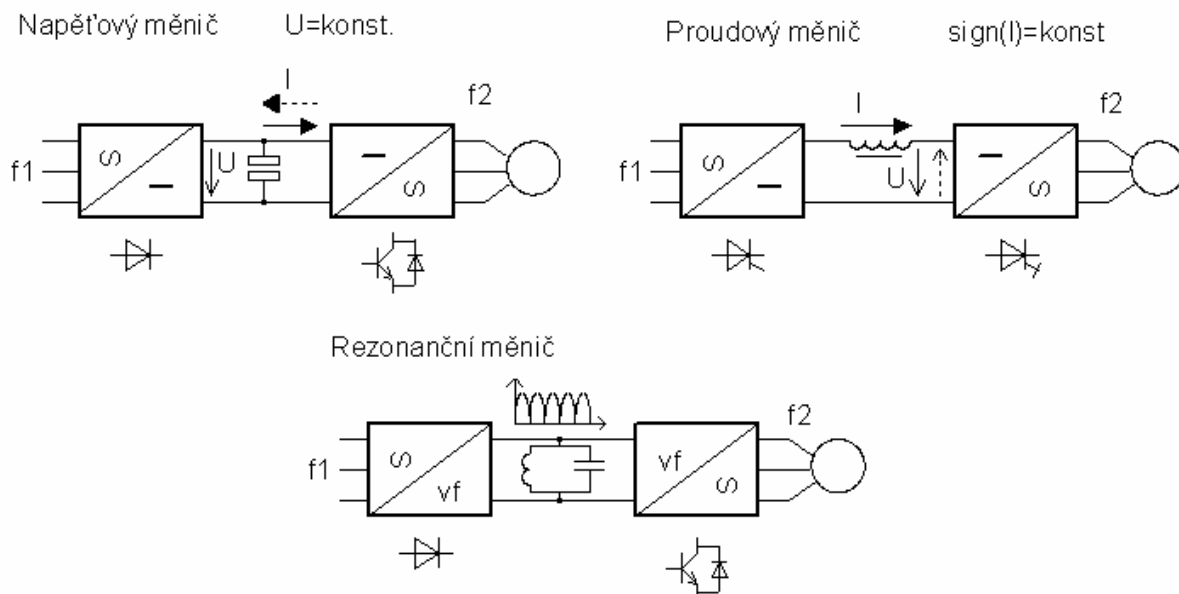 Napěťový měnič U=konst.
Proudový měnič sign(I)=konst
I
f2
f1
U
I
f2
f1
U
Rezonanční měnič
f2
f1
vf
vf